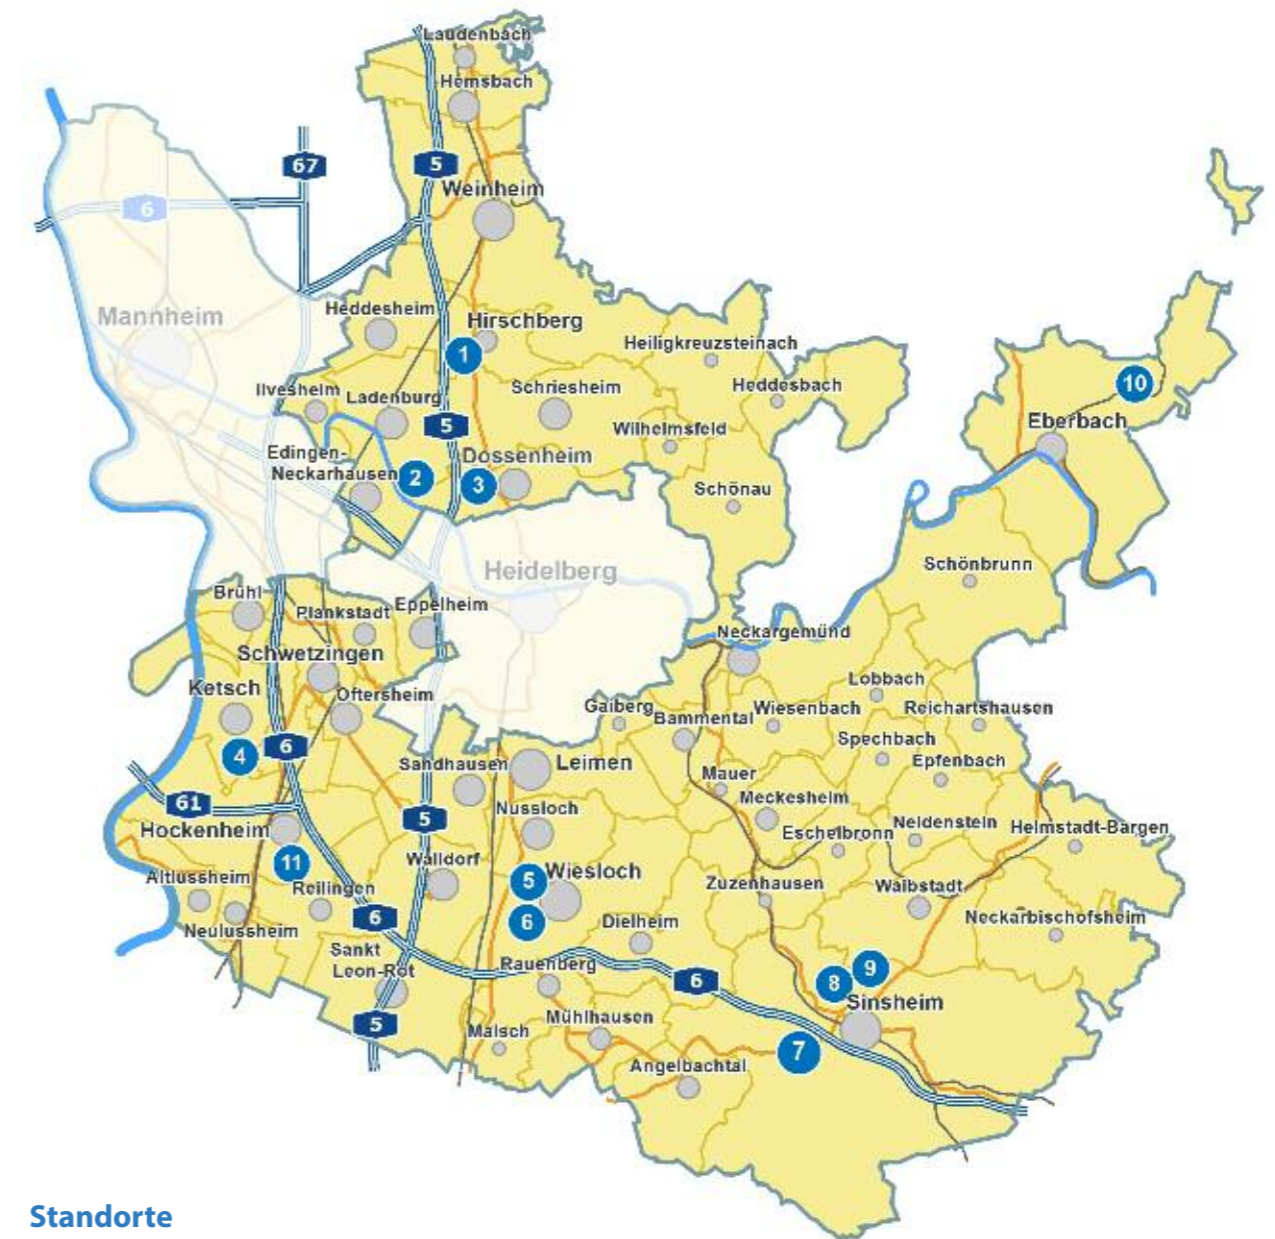 Laudenbach
Hemsbach
67
5
Weinheim
6
Mannheim
Heddesheim
Hirschberg
Heiligkreuzsteinach
1
10
Ilvesheim
Ladenburg
Schriesheim
Heddesbach
Eberbach
5
Wilhelmsfeld
Edingen-
Neckarhausen
Dossenheim
2
3
Schönau
Heidelberg
Schönbrunn
Brühl
Plankstadt
Eppelheim
Neckargemünd
Schwetzingen
Ketsch
Oftersheim
Lobbach
Gaiberg
Bammental
Wiesenbach
Reichartshausen
4
6
Spechbach
Sandhausen
Leimen
Epfenbach
Mauer
61
5
Nussloch
Meckesheim
Hockenheim
Eschelbronn
Neidenstein
Helmstadt-Bargen
11
Walldorf
Wiesloch
5
Altlussheim
Reilingen
Zuzenhausen
Waibstadt
6
6
Dielheim
Neckarbischofsheim
Neulussheim
Sankt
Leon-Rot
Rauenberg
6
8
9
Sinsheim
5
Malsch
Mühlhausen
7
Angelbachtal
Standorte